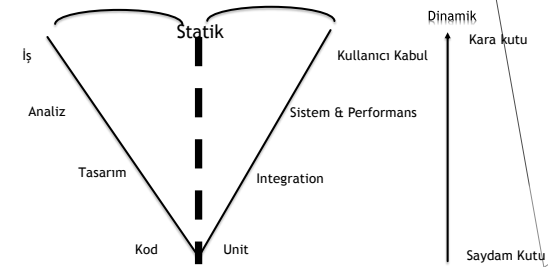 Dinamik
Statik
Kara kutu
İş
Kullanıcı Kabul
Analiz
Sistem & Performans
Tasarım
Integration
Kod
Unit
Saydam Kutu